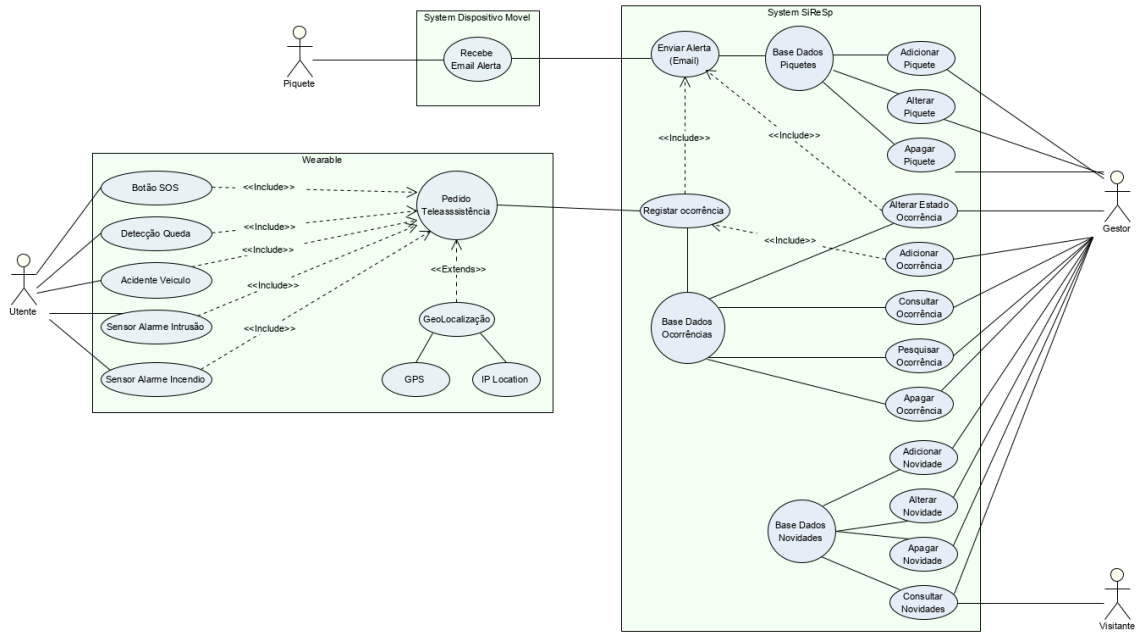 System Dispositivo Movel
Recebe
Email Alerta
Piquete
System SiReSp
Enviar Alerta
(Email)
Base Dados
Piquetes
Adicionar
Piquete
Alterar
Piquete
Apagar
Piquete
<<Include>>
<<Include>>
Wearable
Botão SOS
<<Include>>
Pedido
Teleasssistência
Detecção Queda
<<Include>>
Acidente Veiculo
<<Include>>
Sensor Alarme Intrusão
<<Include>>
Sensor Alarme Incendio
<<Include>>
<<Extends>>
GeoLocalização
GPS
IP Location
Utente
Registar ocorrência
Alterar Estado
Ocorrência
<<Include>>
Adicionar
Ocorrência
Base Dados
Ocorrências
Consultar
Ocorrência
Pesquisar
Ocorrência
Apagar
Ocorrência
Gestor
Adicionar
Novidade
Base Dados
Novidades
Alterar
Novidade
Apagar
Novidade
Consultar
Novidades
Visitante